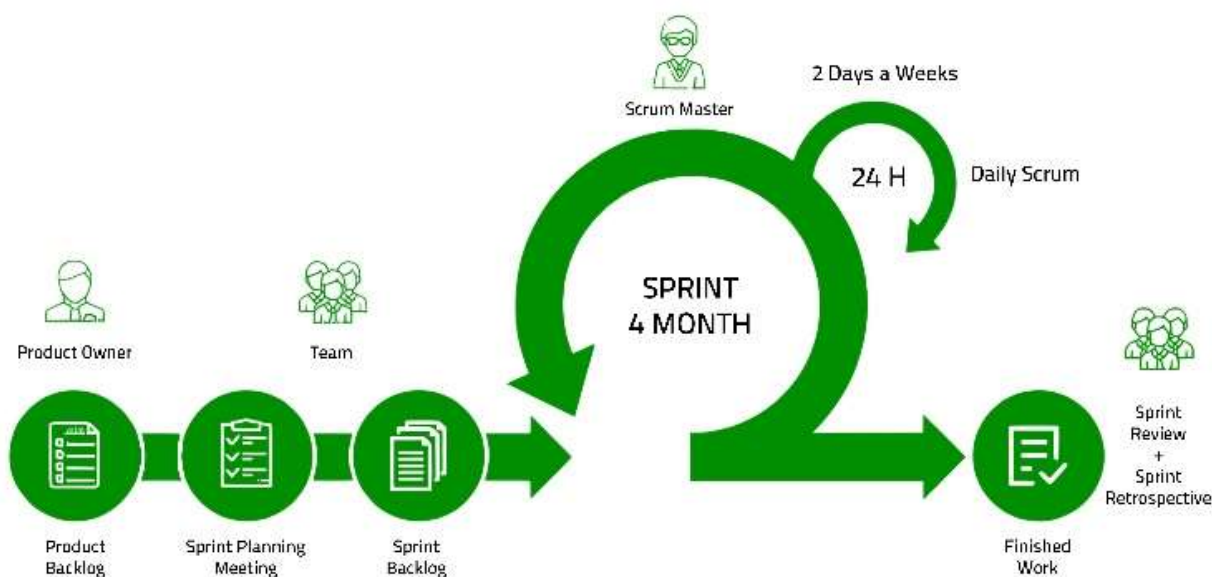 Scrum Master
2 Days a Weeks
24 H
Daily Scrum
SPRINT
4 MONTH
Product Owner
Team
Product
Backlog
Sprint Planning
Meeting
Sprint
Backlog
Finished
Work
Sprint
Review
+
Sprint
Retrospective